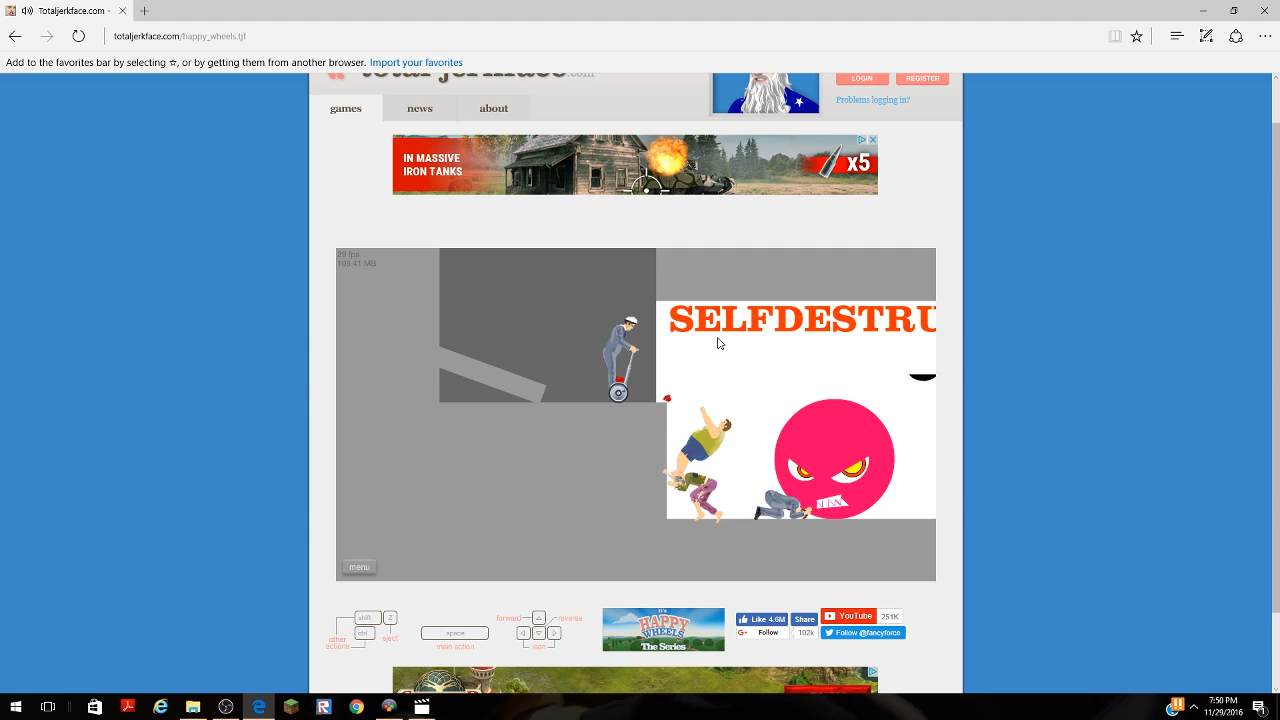 Totaljerkface.com -
totaljerkface.com/happy_wheels.tjf
Add to the favorites bar by selecting ☆, or by getting them from another browser. Import your favorites
total jerkface.com
LOGIN REGISTER
Problems logging in?
games news about
IN MASSIVE
IRON TANKS
x5
29 fps
109.41 MB
SELFDESTRU
menu
shift Z
ctrl eject
other
actions
space
main action
forward reverse
lean
It's
HAPPY
WHEELS
The Series
Like 4.6M Share YouTube 251K
G+ Follow 102k Follow @fancyforce
7:50 PM
11/29/2016